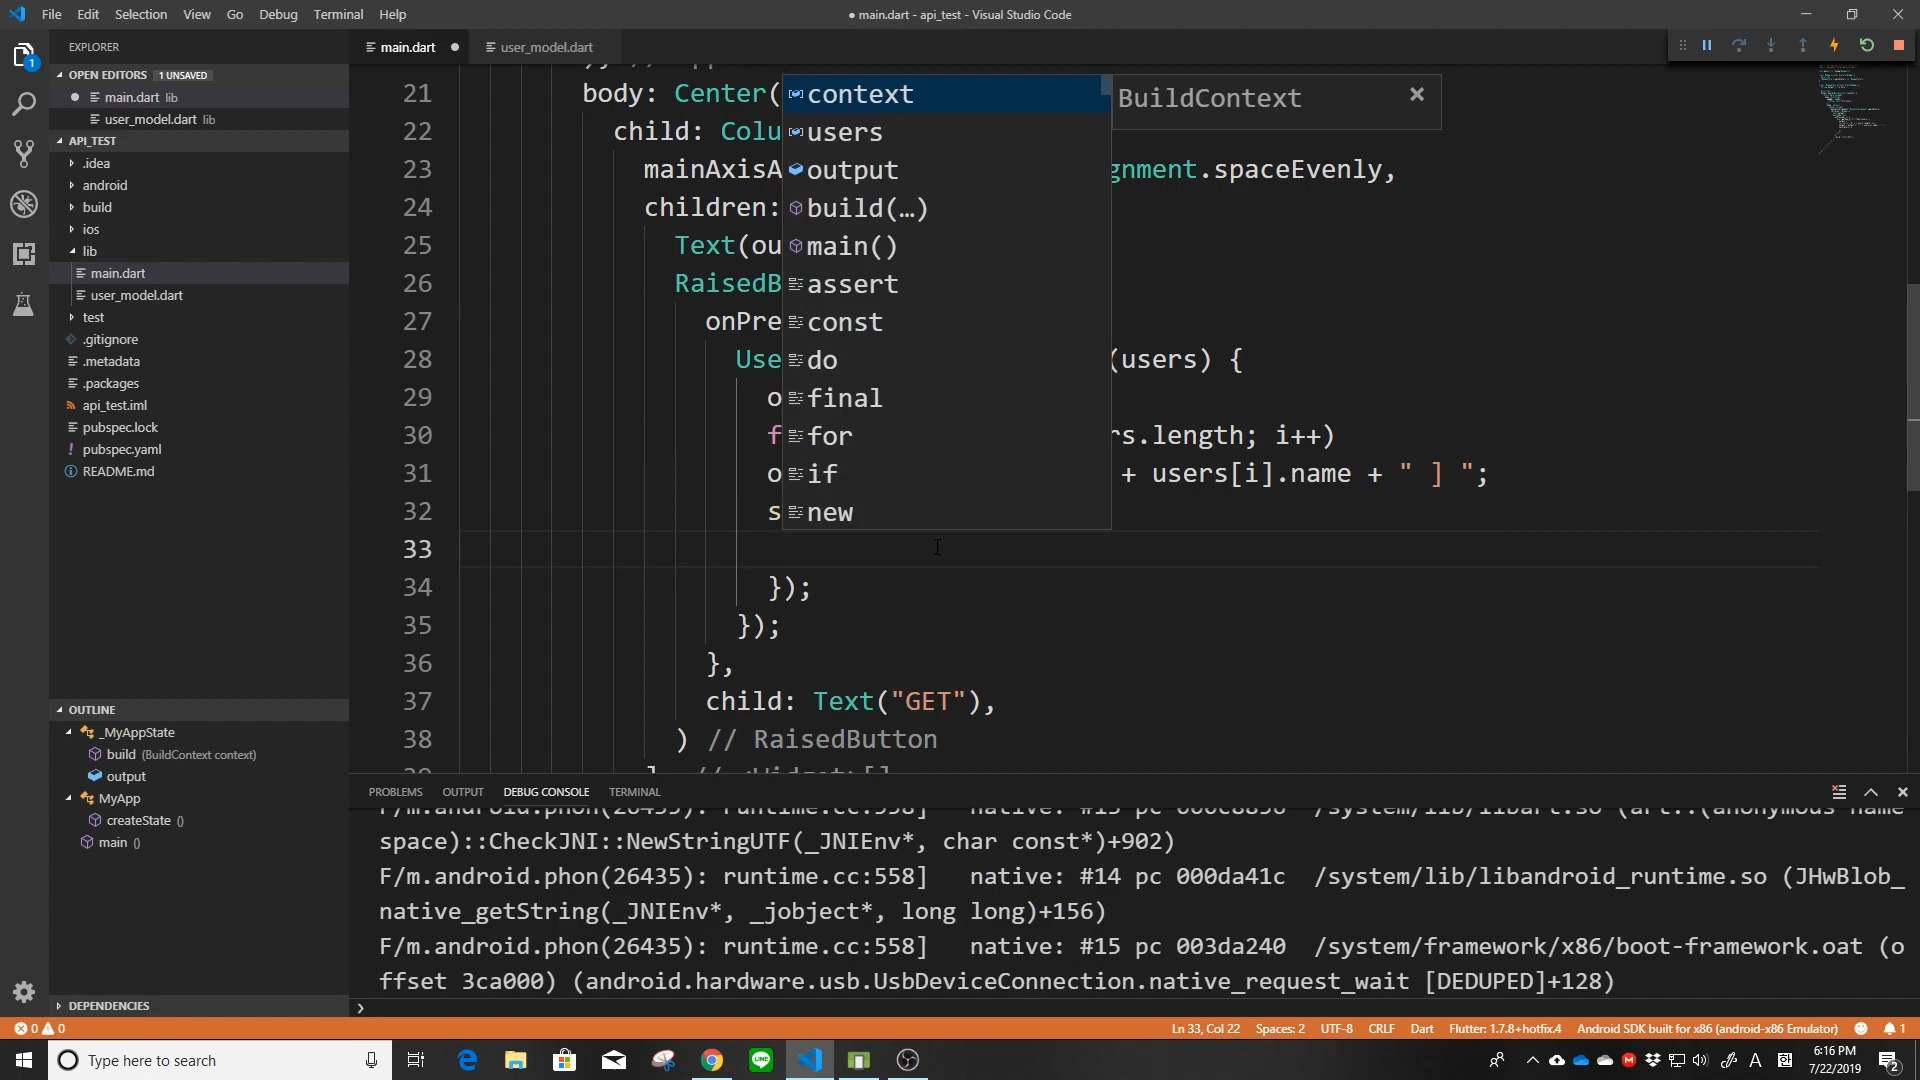 File Edit Selection View Go Debug Terminal Help
● main.dart - api_test - Visual Studio Code
EXPLORER
main.dart
user_model.dart
OPEN EDITORS 1 UNSAVED
main.dart lib
user_model.dart lib
API_TEST
.idea
android
build
ios
lib
main.dart
user_model.dart
test
.gitignore
.metadata
.packages
api_test.iml
pubspec.lock
pubspec.yaml
README.md
OUTLINE
_MyAppState
build (BuildContext context)
output
MyApp
createState ()
main ()
DEPENDENCIES
21 body: Center(
22 child: Colu
23 mainAxisA gnment.spaceEvenly,
24 children:
25 Text(ou
26 RaisedB
27 onPre
28 Use (users) {
29 o
30 f rs.length; i++)
31 o + users[i].name + " ] ";
32 s
33
34 });
35 });
36 },
37 child: Text("GET"),
38 ) // RaisedButton
context
users
output
build(…)
main()
assert
const
do
final
for
if
new
BuildContext
PROBLEMS OUTPUT DEBUG CONSOLE TERMINAL
space)::CheckJNI::NewStringUTF(_JNIEnv*, char const*)+902)
F/m.android.phon(26435): runtime.cc:558] native: #14 pc 000da41c /system/lib/libandroid_runtime.so (JHwBlob_
native_getString(_JNIEnv*, _jobject*, long long)+156)
F/m.android.phon(26435): runtime.cc:558] native: #15 pc 003da240 /system/framework/x86/boot-framework.oat (o
ffset 3ca000) (android.hardware.usb.UsbDeviceConnection.native_request_wait [DEDUPED]+128)
0 0
Ln 33, Col 22 Spaces: 2 UTF-8 CRLF Dart Flutter: 1.7.8+hotfix.4 Android SDK built for x86 (android-x86 Emulator) 1
Type here to search
LINE
A
6:16 PM
7/22/2019
2